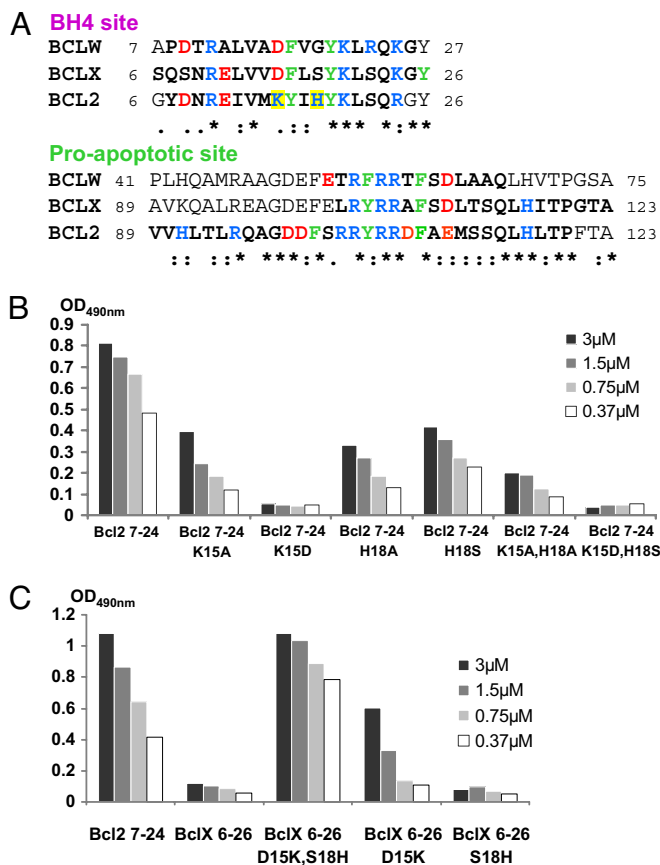 A
BH4 site
BCLW 7 APDTRALVADFVGYKLRQKGY 27
BCLX 6 SQSNRELVVDFLSYKLSQKGY 26
BCL2 6 GYDNREIVMKYIHYKLSQRGY 26
. ..* : : .: : *** *:**
Pro-apoptotic site
BCLW 41 PLHQAMRAAGDEFETRFRRTFSDLAAQLHVTPGSA 75
BCLX 89 AVKQALREAGDEFELRYRRAFSDLTSQLHITPGTA 123
BCL2 89 VVHLTLRQAGDDFSRRYRRDFAEMSSQLHLTPFTA 123
:: :: ** ***:*. *:** *:::::***:** :*
B
OD490nm
0.9
0.8
0.7
0.6
0.5
0.4
0.3
0.2
0.1
0
3µM
1.5µM
0.75µM
0.37µM
Bcl2 7-24
Bcl2 7-24 K15A
Bcl2 7-24 K15D
Bcl2 7-24 H18A
Bcl2 7-24 H18S
Bcl2 7-24 K15A,H18A
Bcl2 7-24 K15D,H18S
C
OD490nm
1.2
1
0.8
0.6
0.4
0.2
0
3µM
1.5µM
0.75µM
0.37µM
Bcl2 7-24
BclX 6-26
BclX 6-26 D15K,S18H
BclX 6-26 D15K
BclX 6-26 S18H